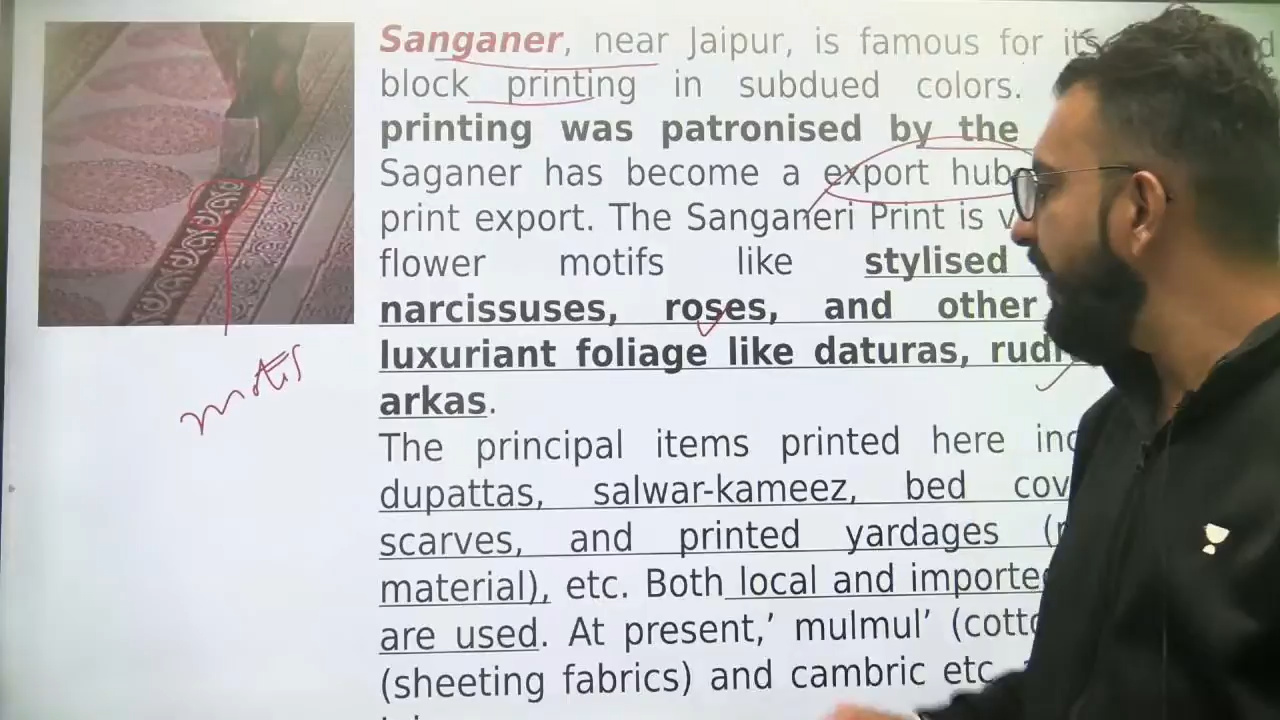 Sanganer, near Jaipur, is famous for its
block printing in subdued colors.
printing was patronised by the
Saganer has become a export hub
print export. The Sanganeri Print is
flower motifs like stylised
narcissuses, roses, and other
luxuriant foliage like daturas,
arkas.
The principal items printed here
dupattas, salwar-kameez, bed
scarves, and printed yardages
material), etc. Both local and
are used. At present,’ mulmul’
(sheeting fabrics) and cambric etc
motif